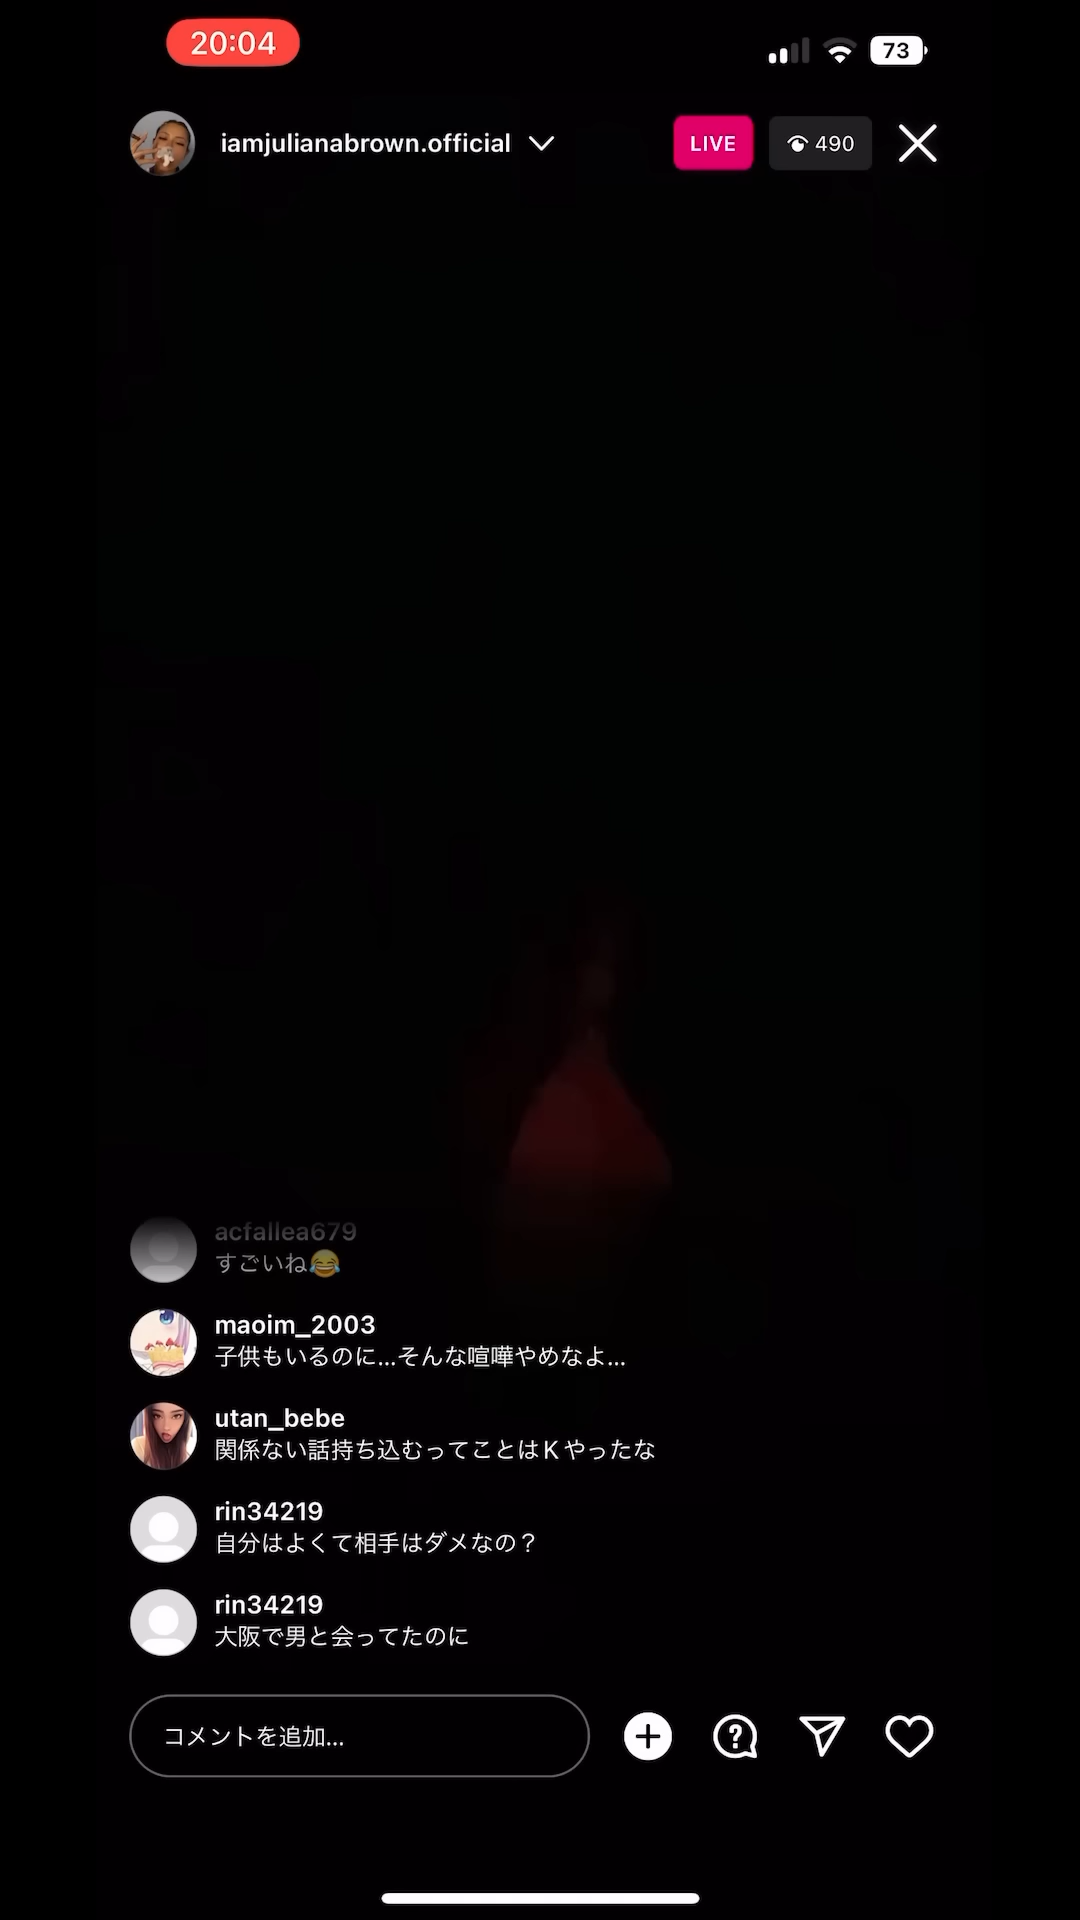 20:04
73
iamjulianabrown.official
LIVE
490
acfallea679
すごいね😂
maoim_2003
子供もいるのに...そんな喧嘩やめなよ...
utan_bebe
関係ない話持ち込むってことはKやったな
rin34219
自分はよくて相手はダメなの？
rin34219
大阪で男と会ってたのに
コメントを追加...